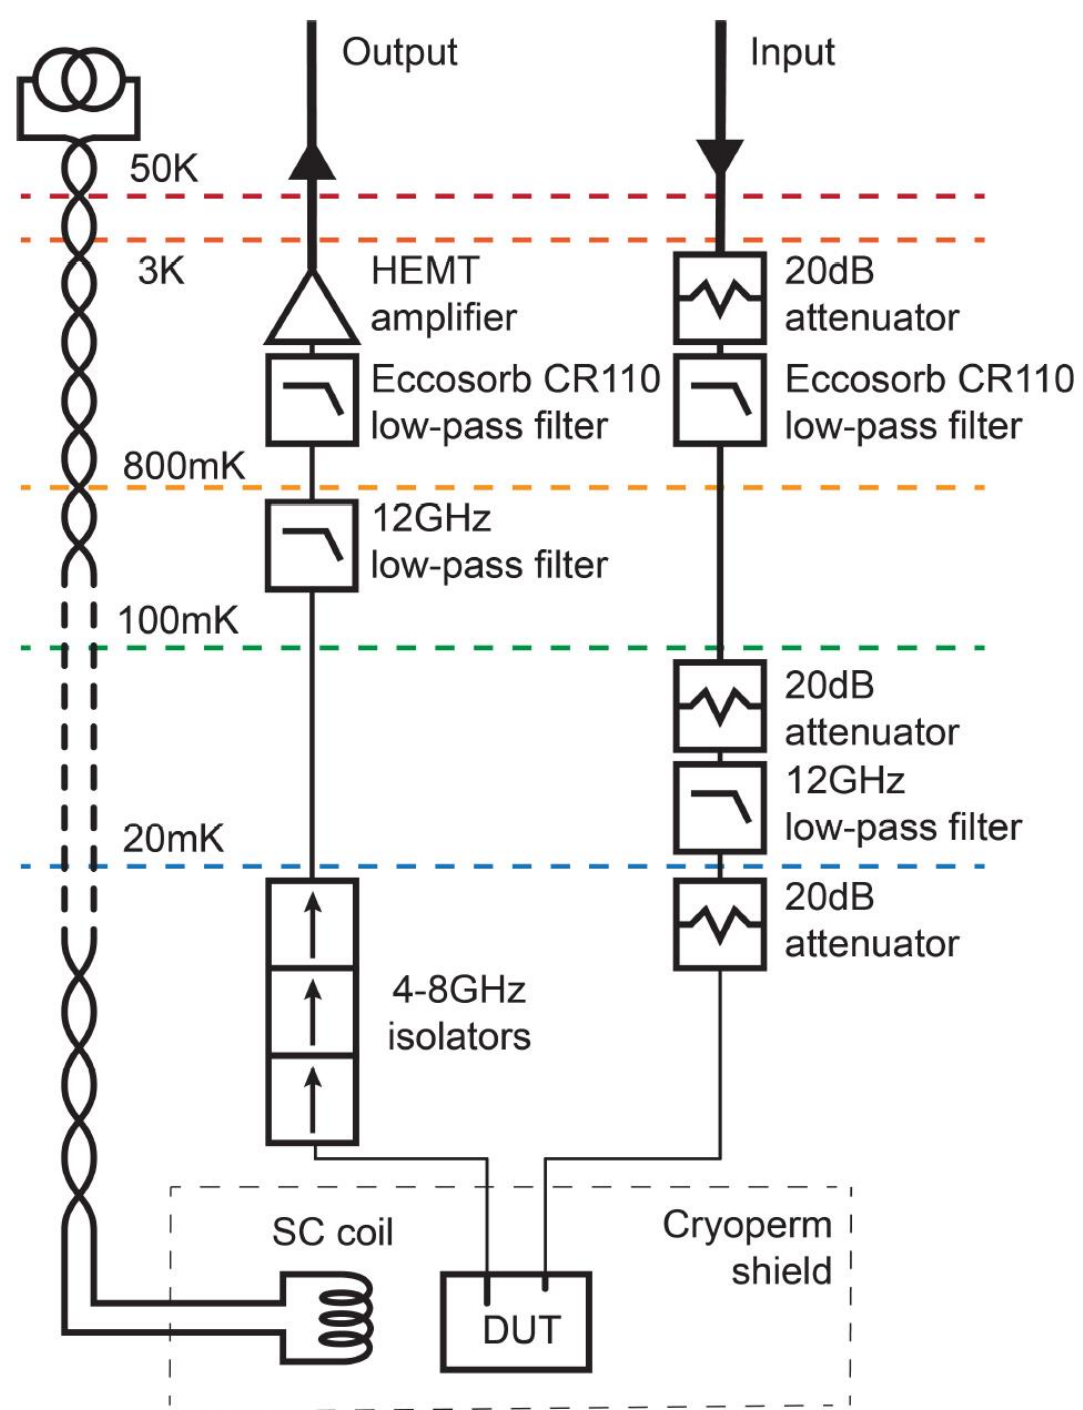 Output
Input
50K
3K
HEMT
amplifier
20dB
attenuator
Eccosorb CR110
low-pass filter
Eccosorb CR110
low-pass filter
800mK
12GHz
low-pass filter
100mK
20dB
attenuator
12GHz
low-pass filter
20mK
20dB
attenuator
4-8GHz
isolators
SC coil
Cryoperm
shield
DUT